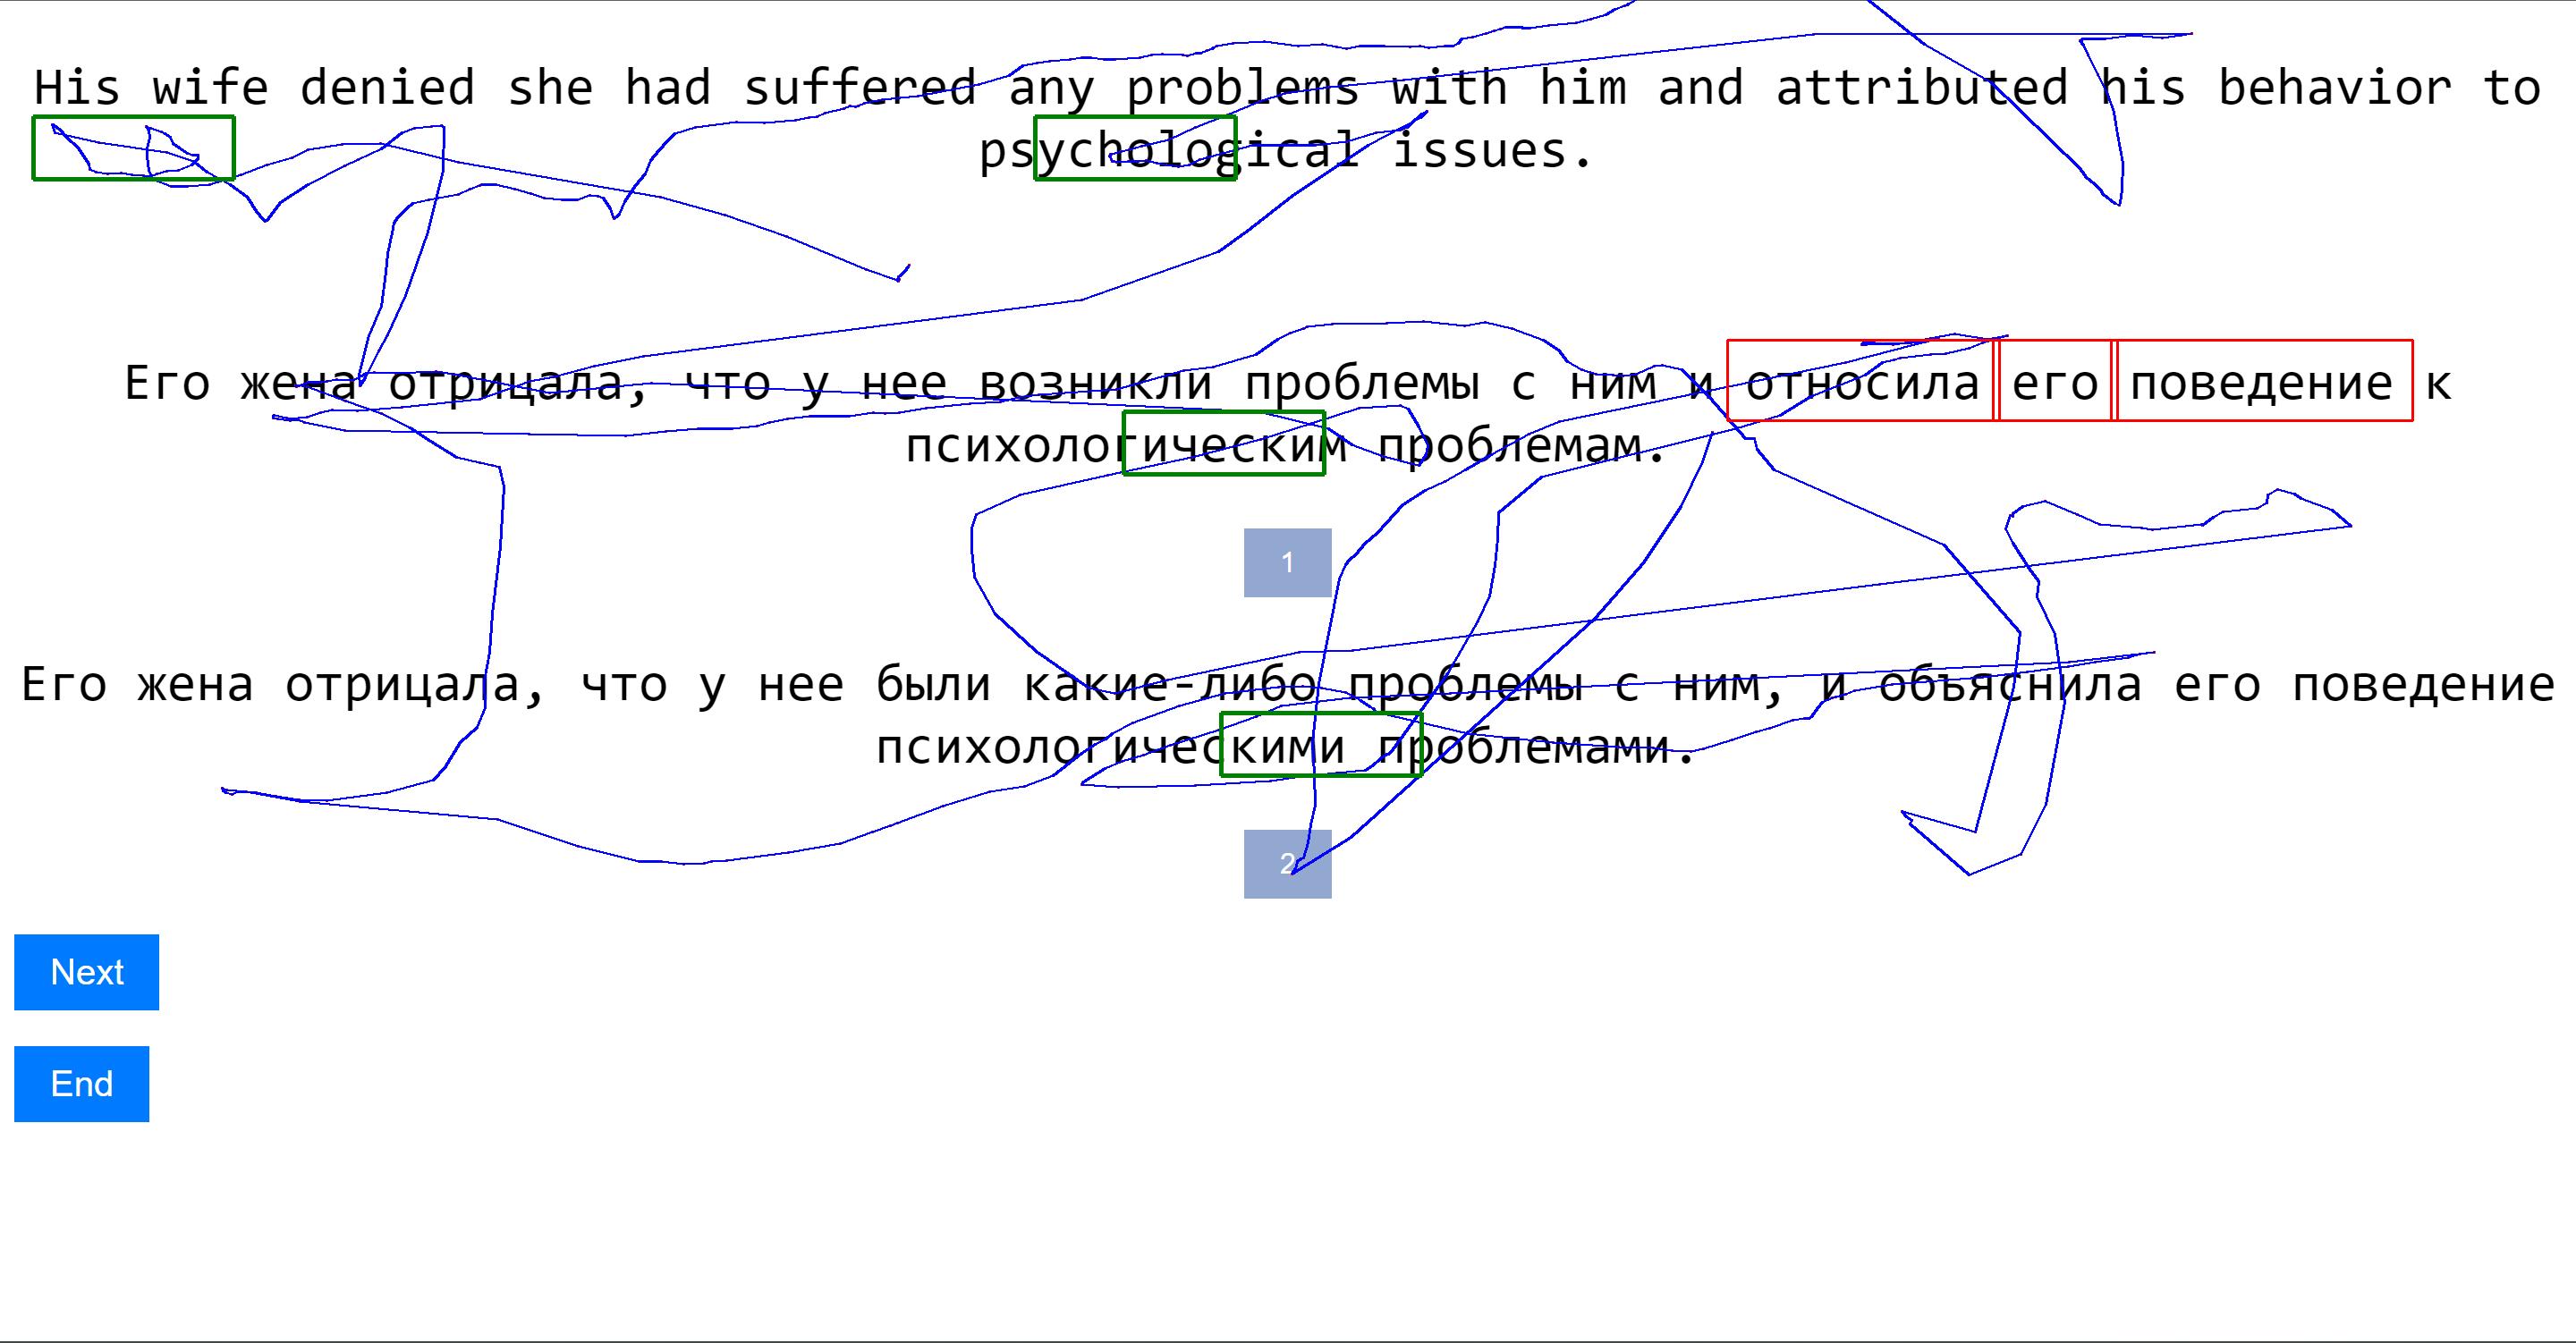 His wife denied she had suffered any problems with him and attributed his behavior to
psychological issues.
Его жена отрицала, что у нее возникли проблемы с ним и относила его поведение к
психологическим проблемам.
1
Его жена отрицала, что у нее были какие-либо проблемы с ним, и объяснила его поведение
психологическими проблемами.
2
Next
End